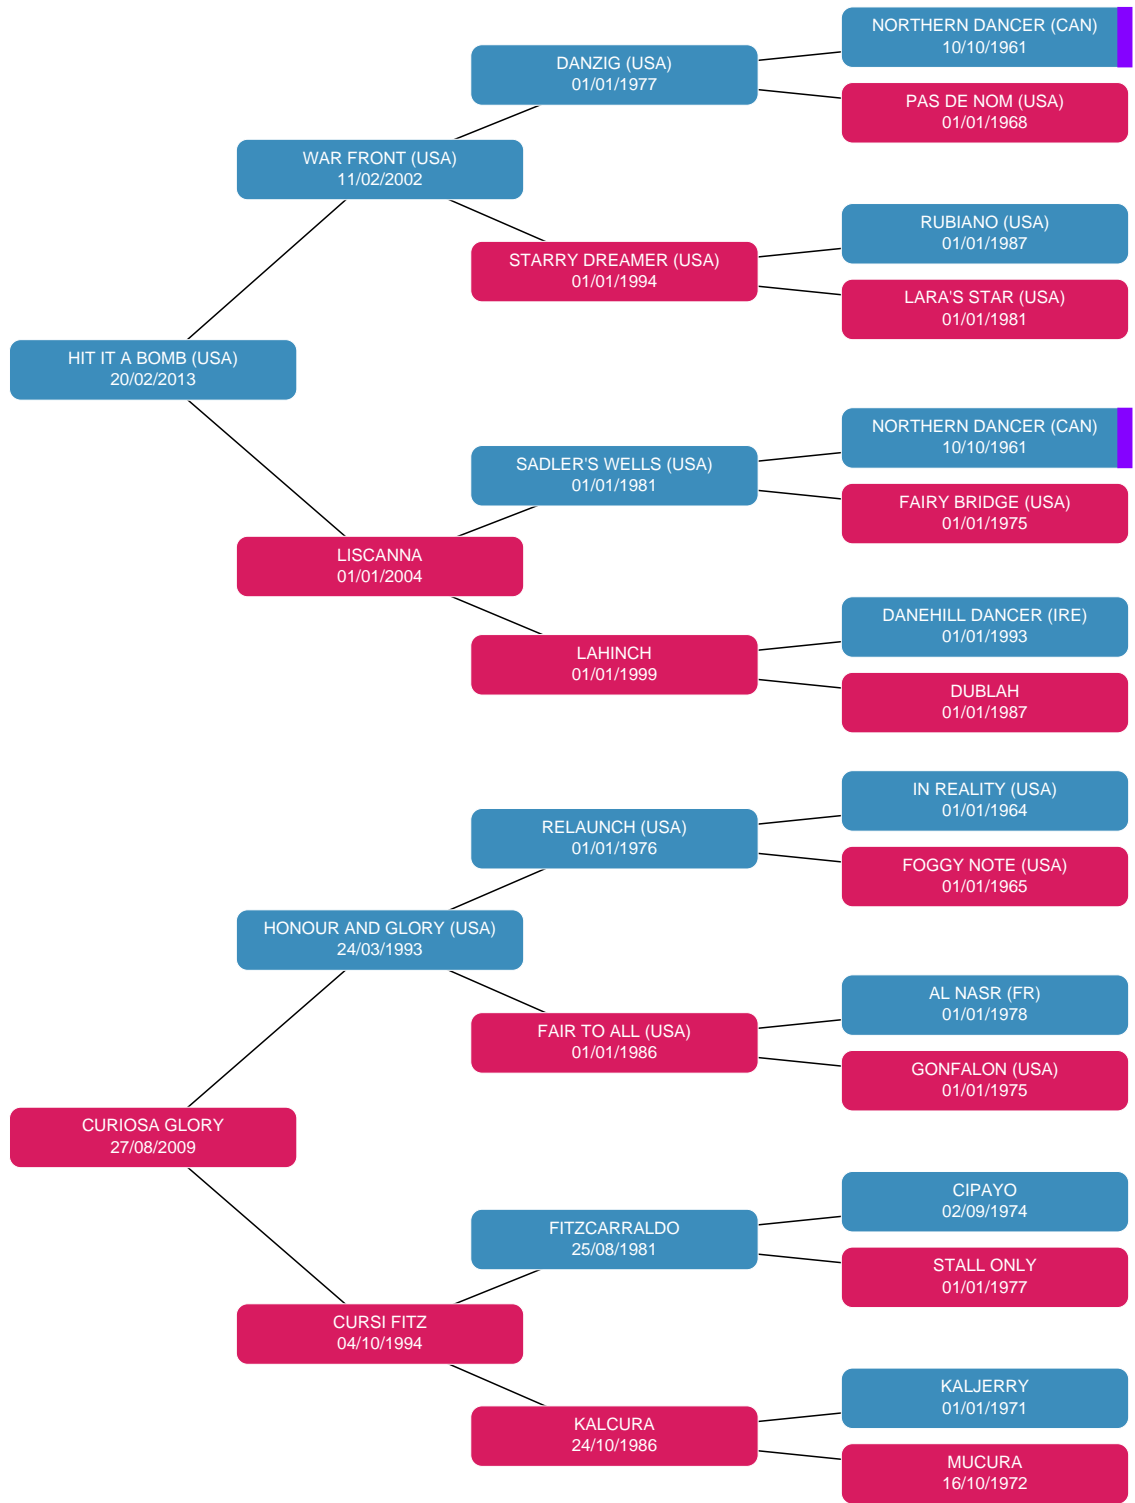 NORTHERN DANCER (CAN)
10/10/1961
DANZIG (USA)
01/01/1977
PAS DE NOM (USA)
01/01/1968
WAR FRONT (USA)
11/02/2002
RUBIANO (USA)
01/01/1987
STARRY DREAMER (USA)
01/01/1994
LARA'S STAR (USA)
01/01/1981
HIT IT A BOMB (USA)
20/02/2013
NORTHERN DANCER (CAN)
10/10/1961
SADLER'S WELLS (USA)
01/01/1981
FAIRY BRIDGE (USA)
01/01/1975
LISCANNA
01/01/2004
DANEHILL DANCER (IRE)
01/01/1993
LAHINCH
01/01/1999
DUBLAH
01/01/1987
IN REALITY (USA)
01/01/1964
RELAUNCH (USA)
01/01/1976
FOGGY NOTE (USA)
01/01/1965
HONOUR AND GLORY (USA)
24/03/1993
AL NASR (FR)
01/01/1978
FAIR TO ALL (USA)
01/01/1986
GONFALON (USA)
01/01/1975
CURIOSA GLORY
27/08/2009
CIPAYO
02/09/1974
FITZCARRALDO
25/08/1981
STALL ONLY
01/01/1977
CURSI FITZ
04/10/1994
KALJERRY
01/01/1971
KALCURA
24/10/1986
MUCURA
16/10/1972